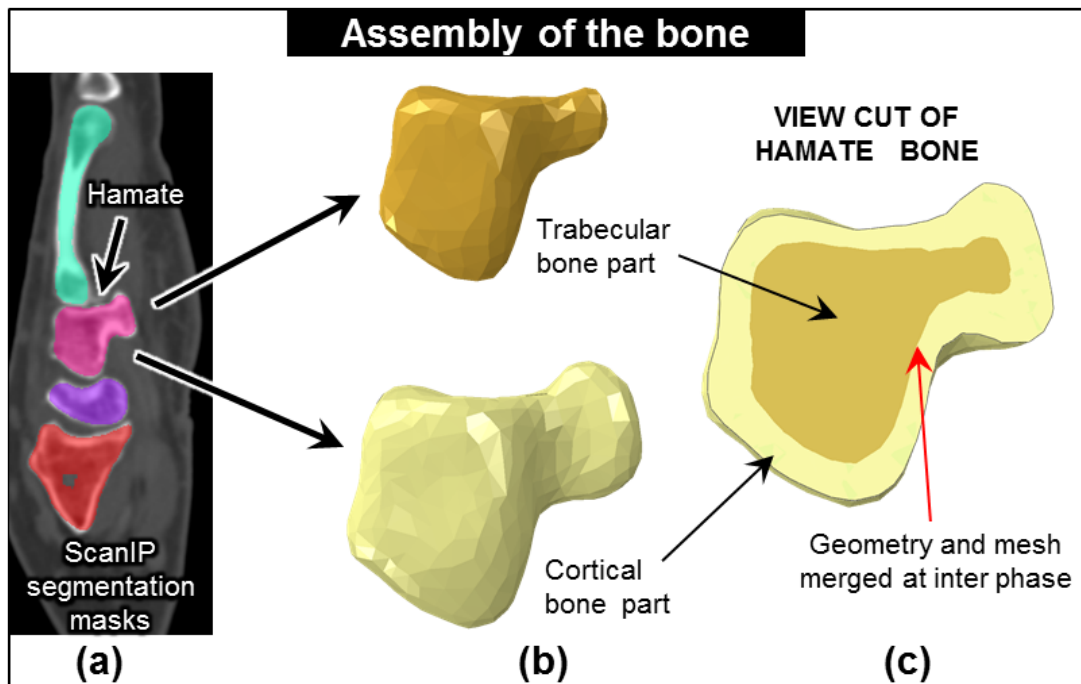 Assembly of the bone
Hamate
ScanIP
segmentation
masks
(a)
Trabecular
bone part
Cortical
bone part
(b)
VIEW CUT OF
HAMATE BONE
Geometry and mesh
merged at inter phase
(c)